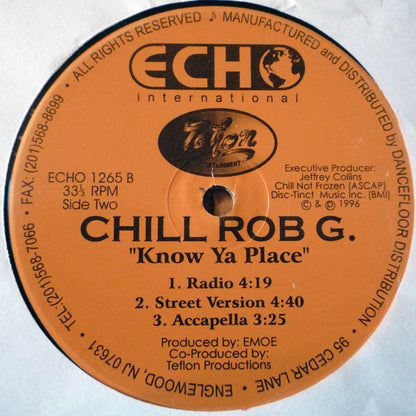 • ALL RIGHTS RESERVED ♪ MANUFACTURED and DISTRIBUTED by DANCEFLOOR DISTRIBUTION • 95 CEDAR LANE • ENGLEWOOD, NJ 07631 • TEL:(201)568-7066 • FAX: (201)568-8699
ECHO
international
Teflon
ENTERTAINMENT
ECHO 1265 B
33⅓ RPM
Side Two
Executive Producer:
Jeffrey Collins
Chill Not Frozen (ASCAP)
Disc-Tinct Music Inc. (BMI)
© & ℗ 1996
CHILL ROB G.
"Know Ya Place"
1. Radio 4:19
2. Street Version 4:40
3. Accapella 3:25
Produced by: EMOE
Co-Produced by:
Teflon Productions